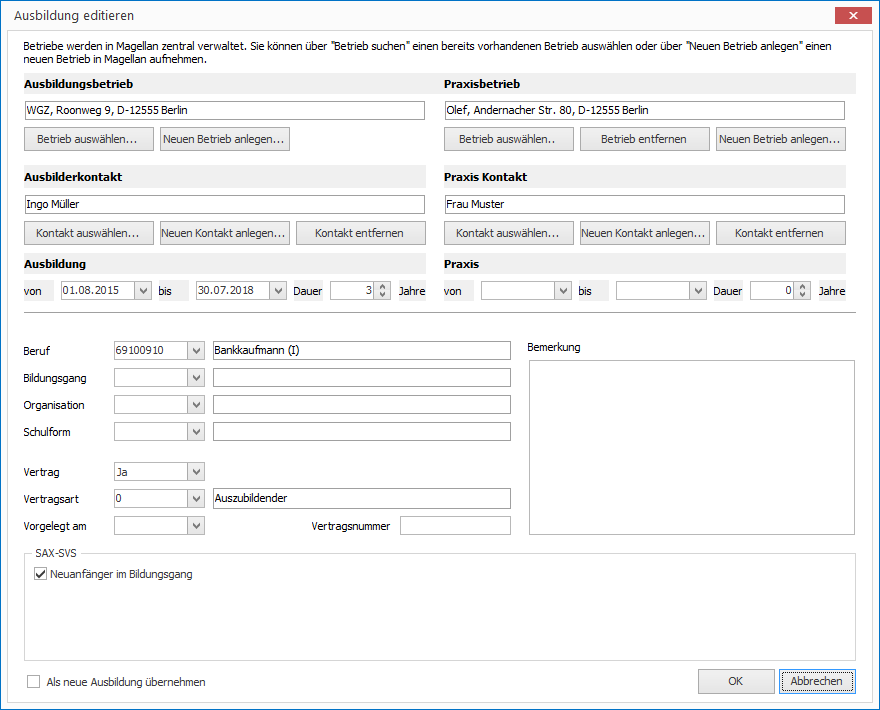 Ausbildung editieren
Betriebe werden in Magellan zentral verwaltet. Sie können über "Betrieb suchen" einen bereits vorhandenen Betrieb auswählen oder über "Neuen Betrieb anlegen" einen
neuen Betrieb in Magellan aufnehmen.
Ausbildungsbetrieb Praxisbetrieb
WGZ, Roonweg 9, D-12555 Berlin Olef, Andernacher Str. 80, D-12555 Berlin
Betrieb auswählen... Neuen Betrieb anlegen... Betrieb auswählen.. Betrieb entfernen Neuen Betrieb anlegen...
Ausbilderkontakt Praxis Kontakt
Ingo Müller Frau Muster
Kontakt auswählen... Neuen Kontakt anlegen... Kontakt entfernen Kontakt auswählen... Neuen Kontakt anlegen... Kontakt entfernen
Ausbildung Praxis
von 01.08.2015 bis 30.07.2018 Dauer 3 Jahre von bis Dauer 0 Jahre
Beruf 69100910 Bankkaufmann (I) Bemerkung
Bildungsgang
Organisation
Schulform
Vertrag Ja
Vertragsart 0 Auszubildender
Vorgelegt am Vertragsnummer
SAX-SVS
Neuanfänger im Bildungsgang
Als neue Ausbildung übernehmen OK Abbrechen